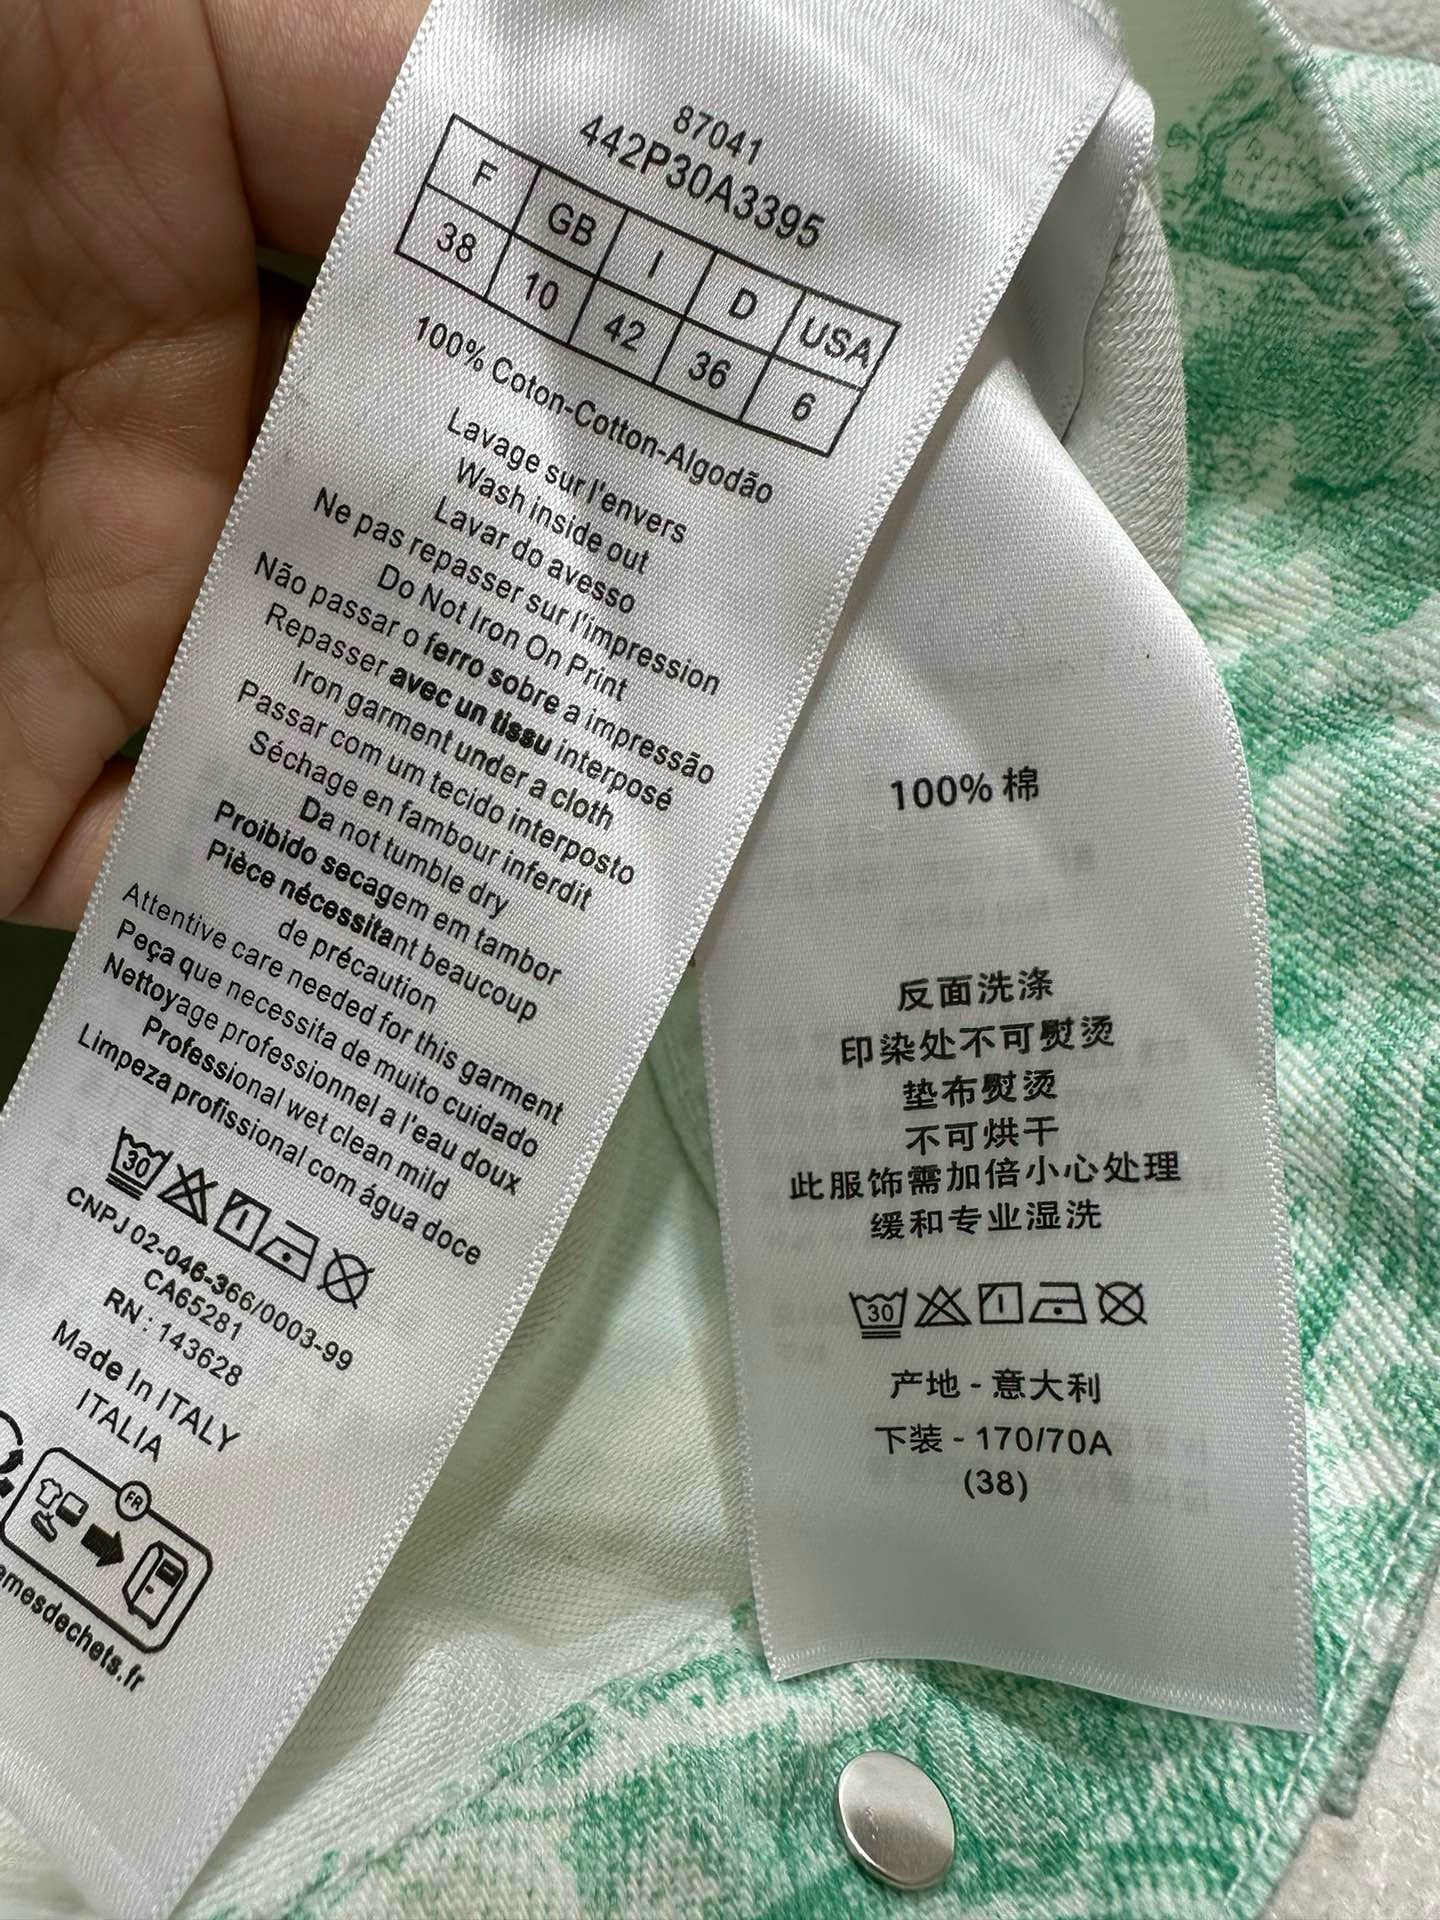 87041
442P30A3395
F GB I D USA
38 10 42 36 6
100% Coton-Cotton-Algodão
Lavage sur l'envers
Wash inside out
Lavar do avesso
Ne pas repasser sur l'impression
Do Not Iron On Print
Não passar o ferro sobre a impressão
Repasser avec un tissu interposé
Iron garment under a cloth
Passar com um tecido interposto
Séchage en fambour inferdit
Da not tumble dry
Proibido secagem em tambor
Pièce nécessitant beaucoup
de précaution
Attentive care needed for this garment
Peça que necessita de muito cuidado
Nettoyage professionnel a l'eau doux
Professional wet clean mild
Limpeza profissional com água doce
30
CNPJ 02-046-366/0003-99
CA65281
RN : 143628
Made In ITALY
ITALIA
FR
emesdechets.fr
100% 棉
反面洗涤
印染处不可熨烫
垫布熨烫
不可烘干
此服饰需加倍小心处理
缓和专业湿洗
30
产地 - 意大利
下装 - 170/70A
(38)